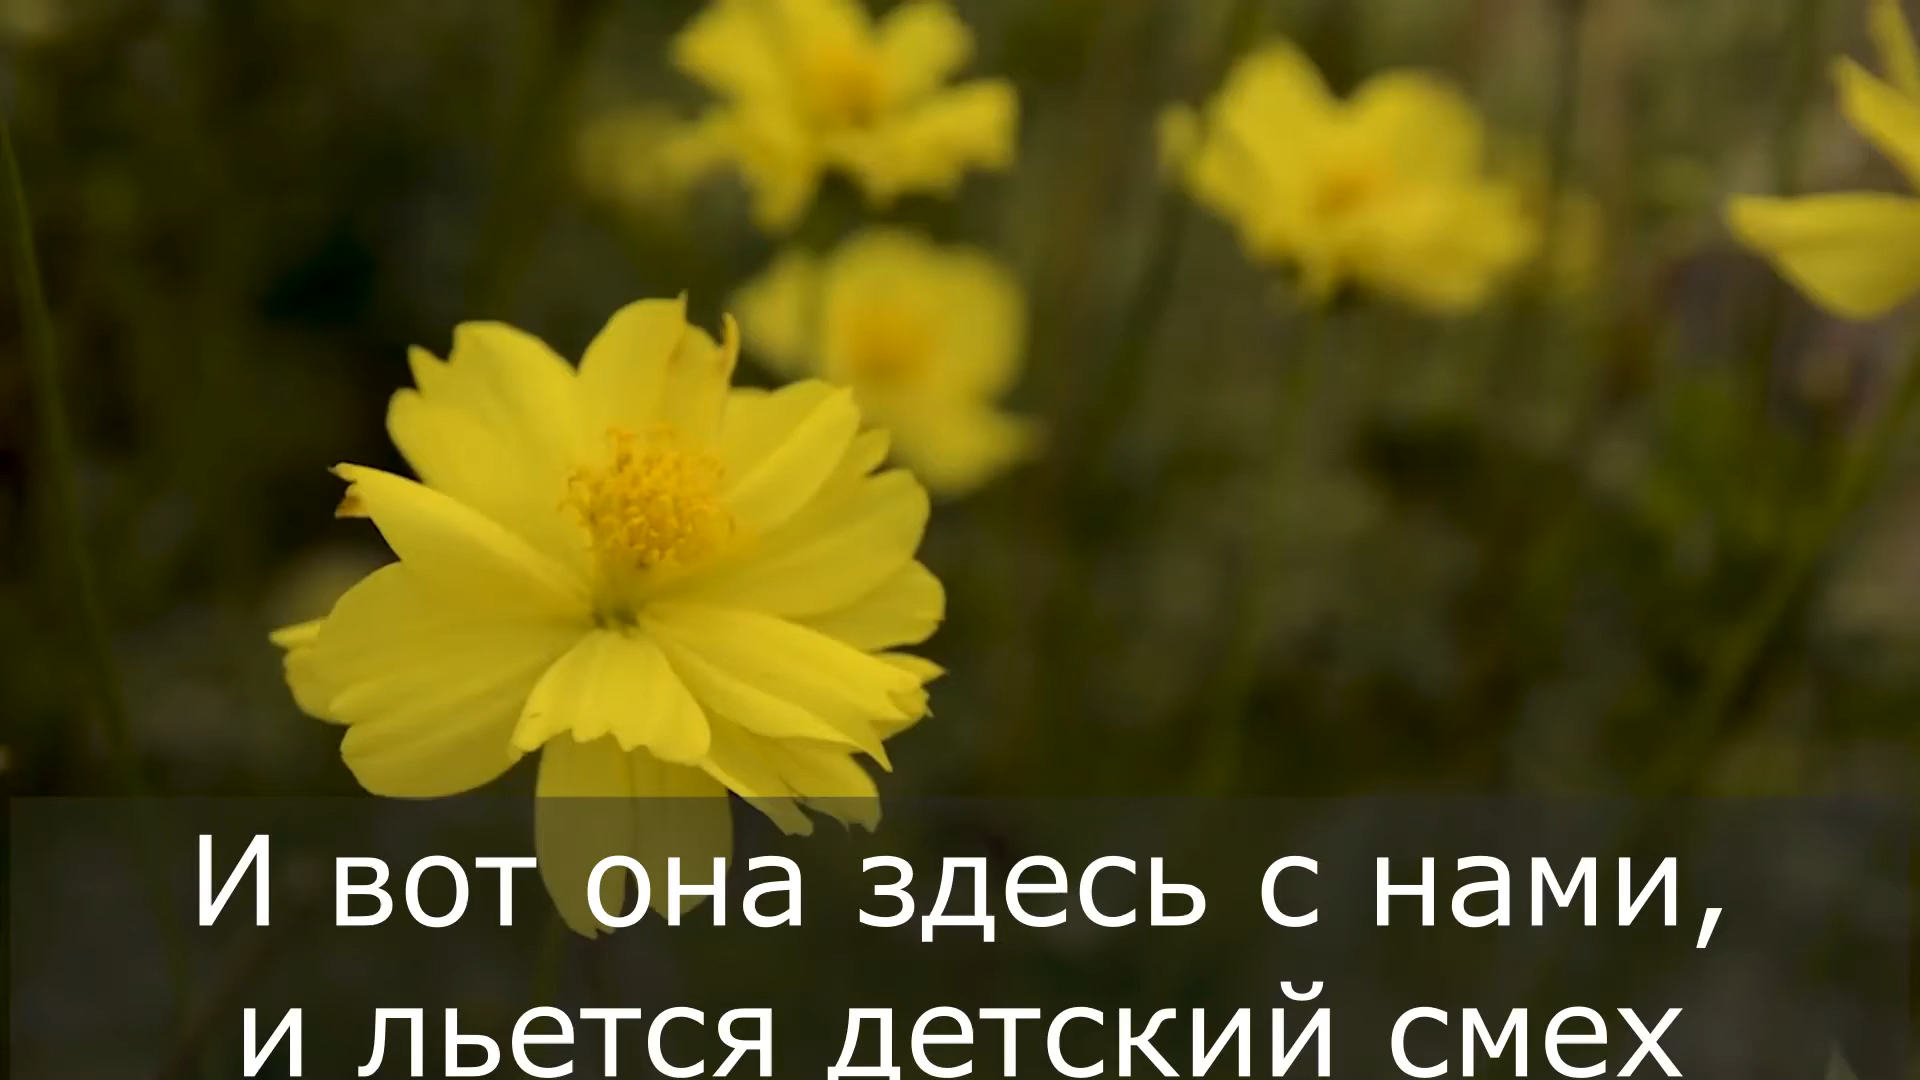 И вот она здесь с нами,
и льется детский смех